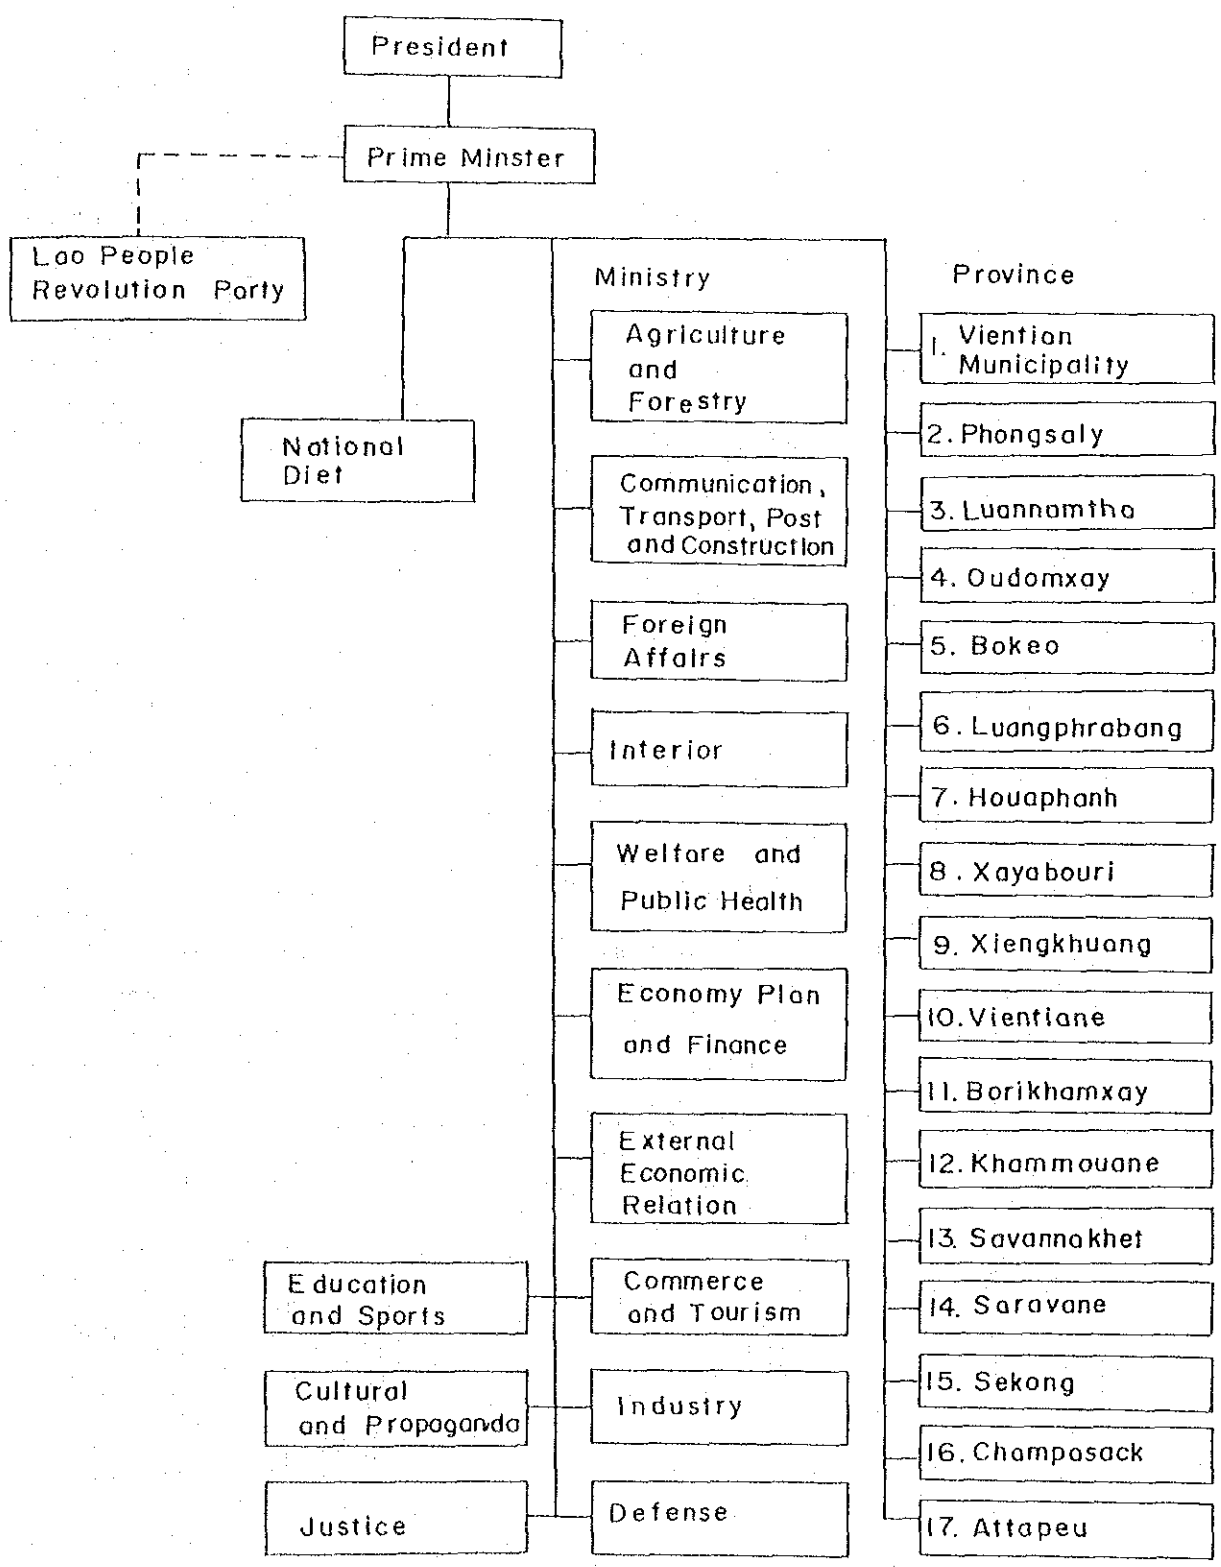 President
Prime Minster
Lao People
Revolution Party
National
Diet
Ministry
Agriculture
and
Forestry
Communication,
Transport, Post
and Construction
Foreign
Affairs
Interior
Welfare and
Public Health
Economy Plan
and Finance
External
Economic
Relation
Commerce
and Tourism
Industry
Defense
Education
and Sports
Cultural
and Propaganda
Justice
Province
1. Viention
Municipality
2. Phongsaly
3. Luannamtha
4. Oudomxay
5. Bokeo
6. Luangphrabang
7. Houaphanh
8. Xayabouri
9. Xiengkhuang
10. Vientiane
11. Borikhamxay
12. Khammouane
13. Savannakhet
14. Saravane
15. Sekong
16. Champasack
17. Attapeu